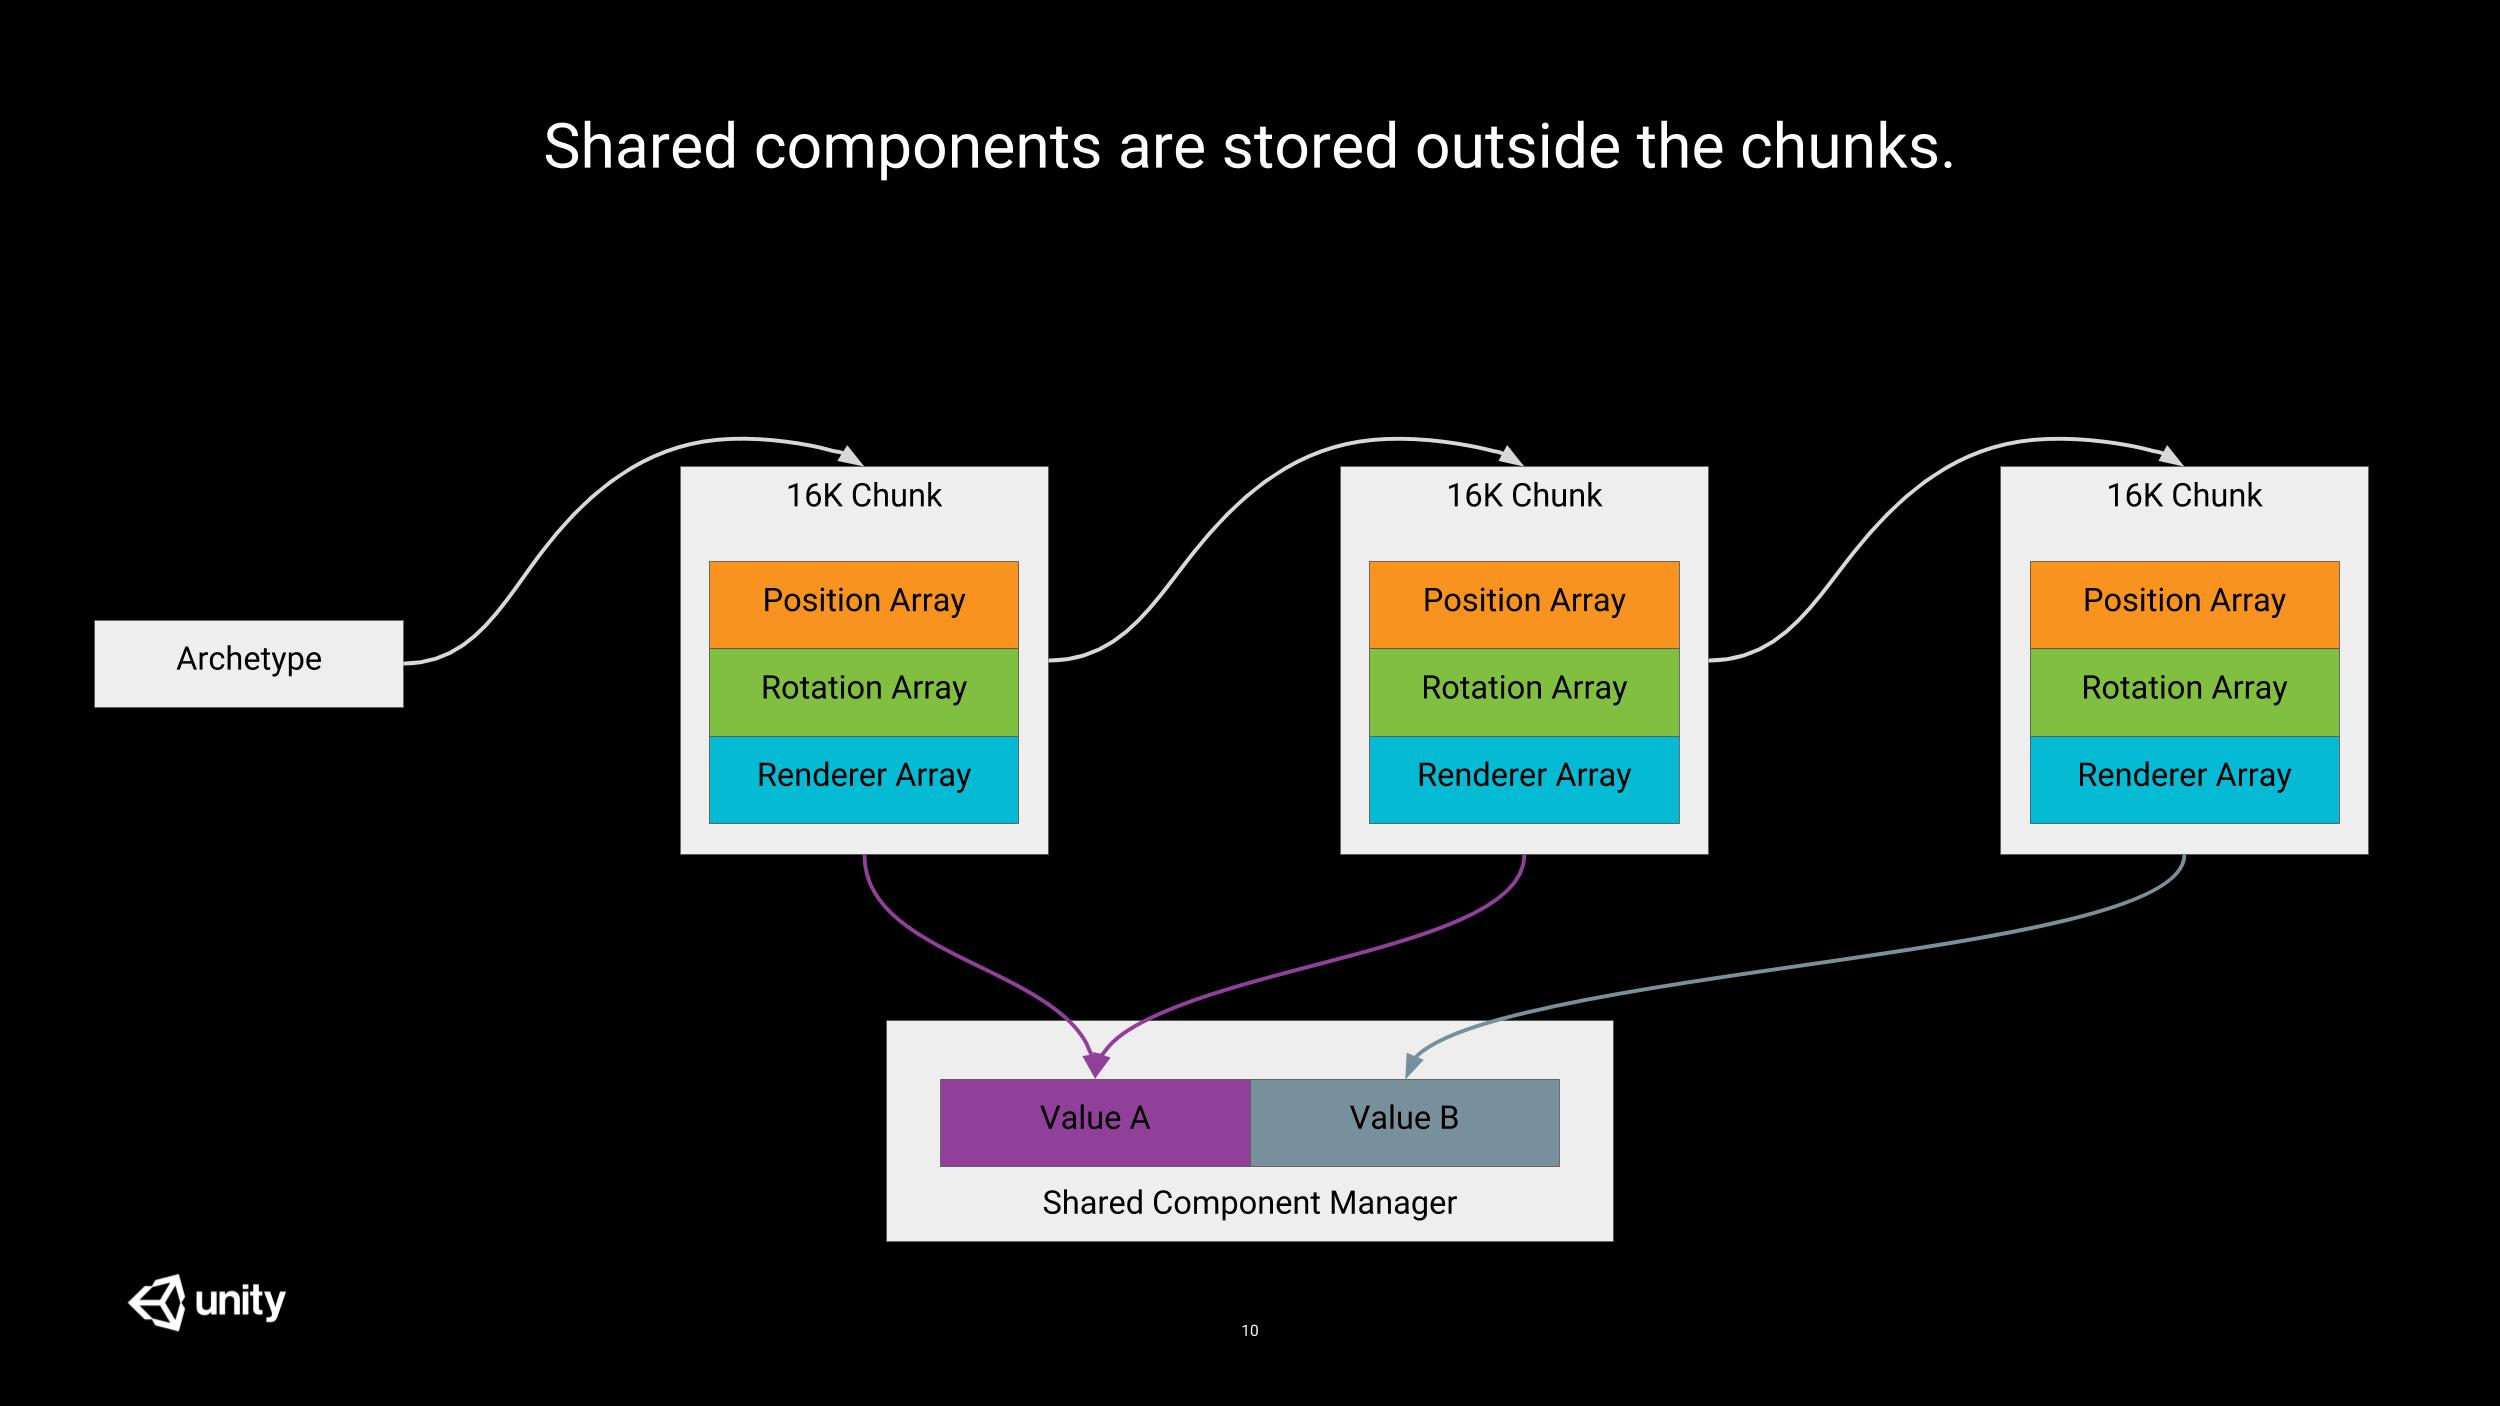 Shared components are stored outside the chunks.
Archetype
16K Chunk
Position Array
Rotation Array
Renderer Array
16K Chunk
Position Array
Rotation Array
Renderer Array
16K Chunk
Position Array
Rotation Array
Renderer Array
Value A
Value B
Shared Component Manager
unity
10